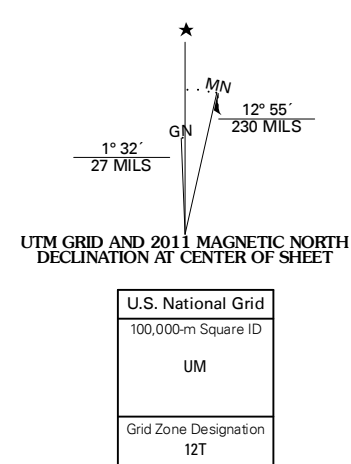 MN
GN
12° 55´
230 MILS
1° 32´
27 MILS
UTM GRID AND 2011 MAGNETIC NORTH
DECLINATION AT CENTER OF SHEET
U.S. National Grid
100,000-m Square ID
UM
Grid Zone Designation
12T